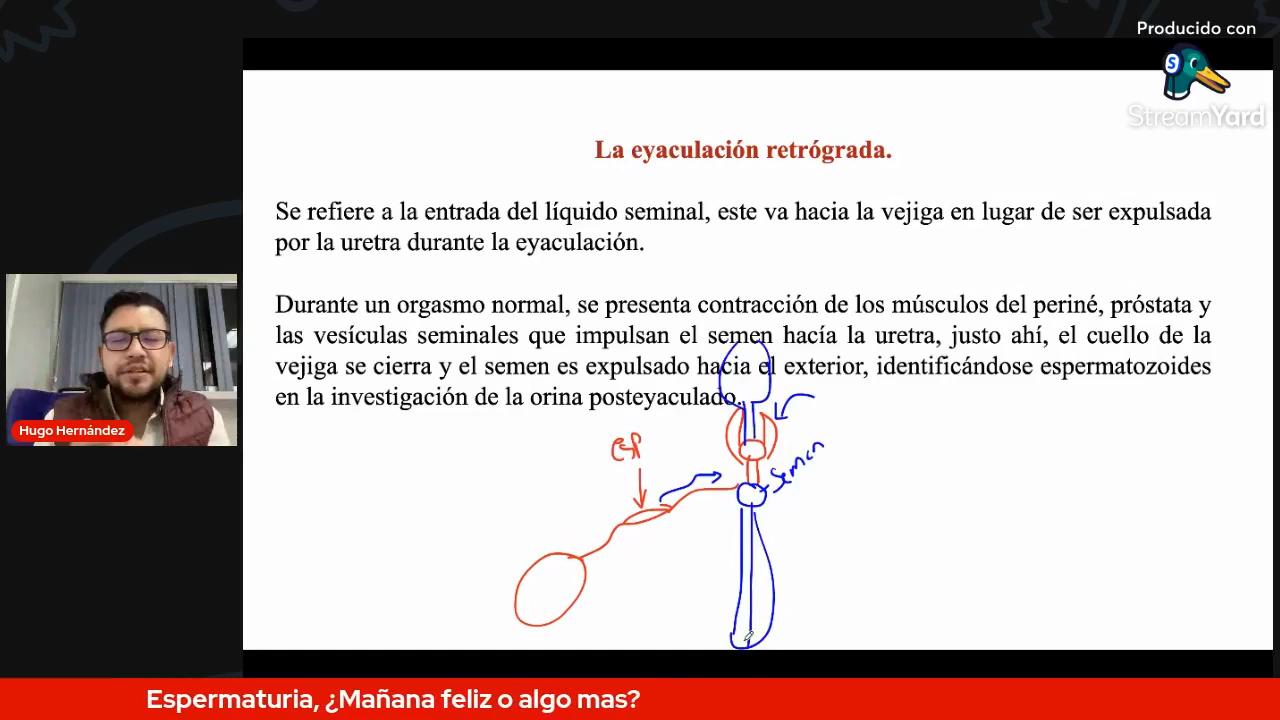 Producido con
StreamYard
La eyaculación retrógrada.
Se refiere a la entrada del líquido seminal, este va hacia la vejiga en lugar de ser expulsada
por la uretra durante la eyaculación.
Durante un orgasmo normal, se presenta contracción de los músculos del periné, próstata y
las vesículas seminales que impulsan el semen hacía la uretra, justo ahí, el cuello de la
vejiga se cierra y el semen es expulsado hacia el exterior, identificándose espermatozoides
en la investigación de la orina posteyaculado.
Semen
Hugo Hernández
Espermaturia, ¿Mañana feliz o algo mas?